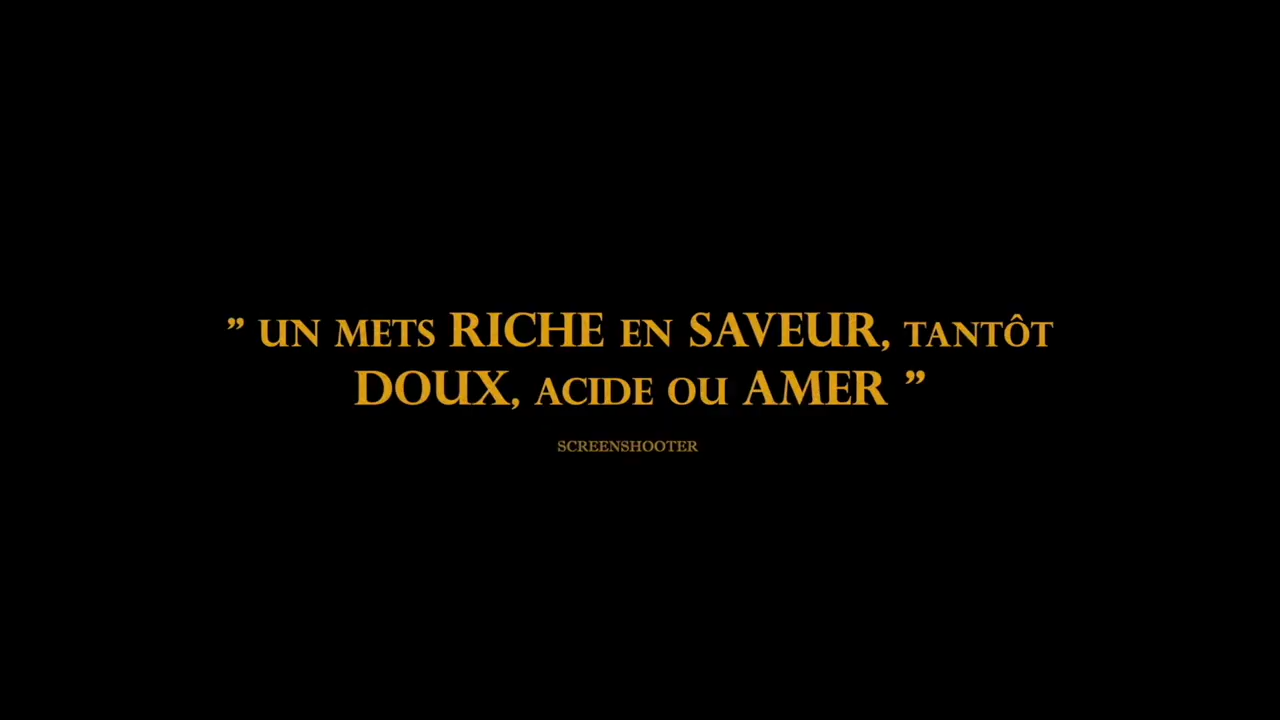 ” UN METS RICHE EN SAVEUR, TANTÔT
DOUX, ACIDE OU AMER ”
SCREENSHOOTER